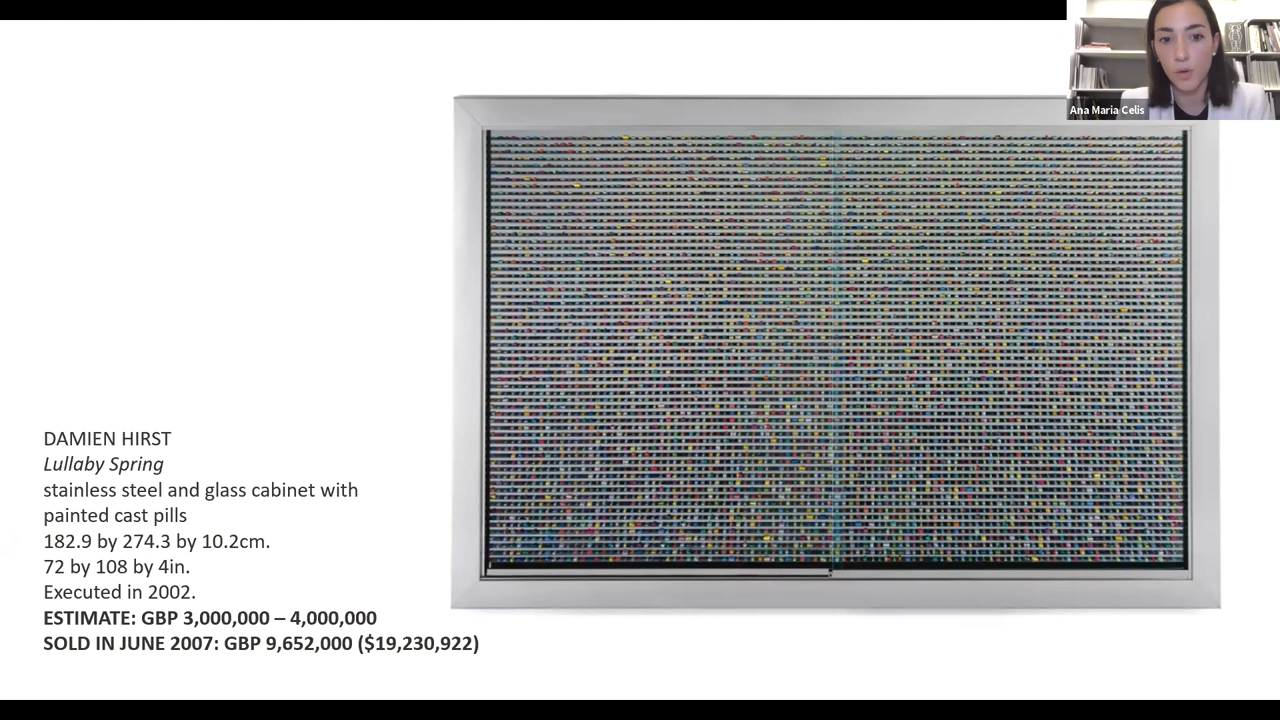 Ana Maria Celis
DAMIEN HIRST
Lullaby Spring
stainless steel and glass cabinet with
painted cast pills
182.9 by 274.3 by 10.2cm.
72 by 108 by 4in.
Executed in 2002.
ESTIMATE: GBP 3,000,000 – 4,000,000
SOLD IN JUNE 2007: GBP 9,652,000 ($19,230,922)